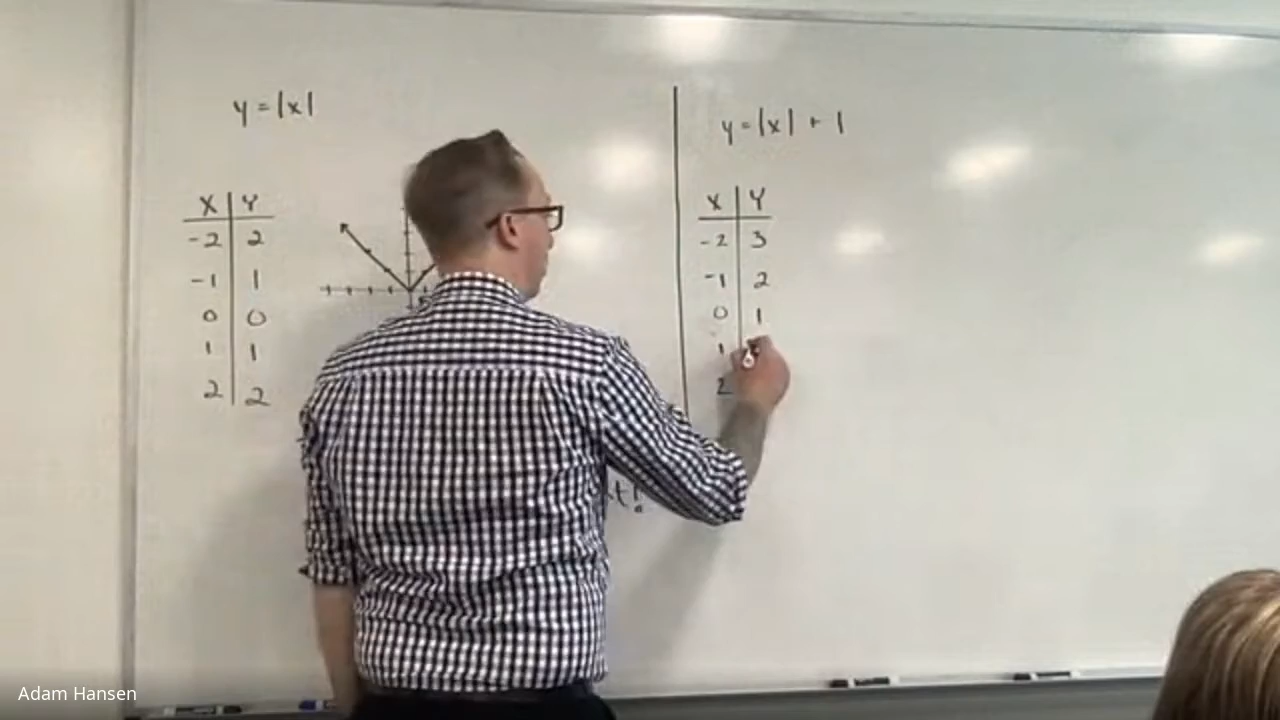 y = |x|
X Y
-2 2
-1 1
0 0
1 1
2 2
y = |x| + 1
X Y
-2 3
-1 2
0 1
1
2
Adam Hansen